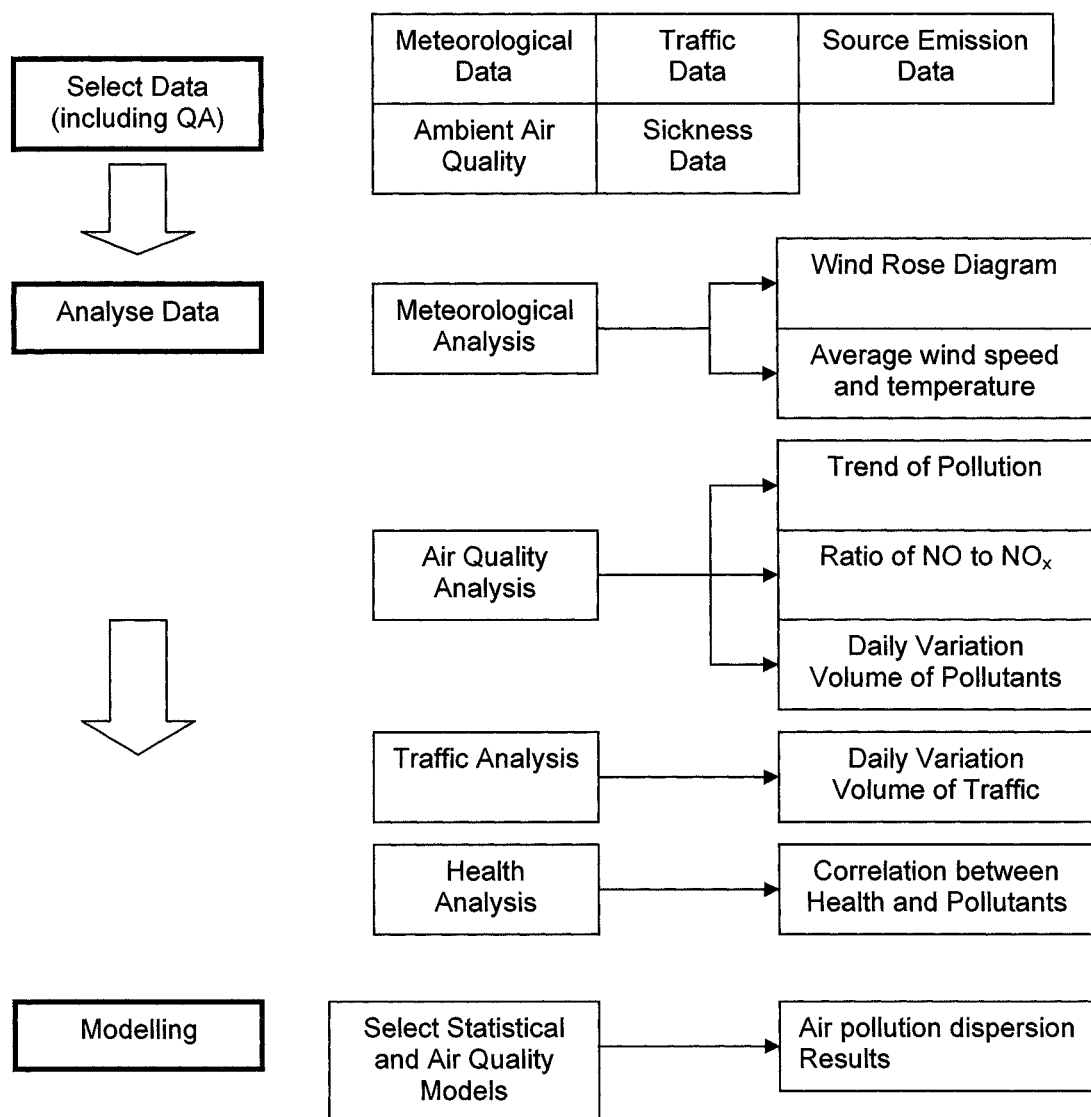 Select Data
(including QA)
Meteorological
Data
Traffic
Data
Source Emission
Data
Ambient Air
Quality
Sickness
Data
Analyse Data
Meteorological
Analysis
Wind Rose Diagram
Average wind speed
and temperature
Air Quality
Analysis
Trend of Pollution
Ratio of NO to NOₓ
Daily Variation
Volume of Pollutants
Traffic Analysis
Daily Variation
Volume of Traffic
Health
Analysis
Correlation between
Health and Pollutants
Modelling
Select Statistical
and Air Quality
Models
Air pollution dispersion
Results